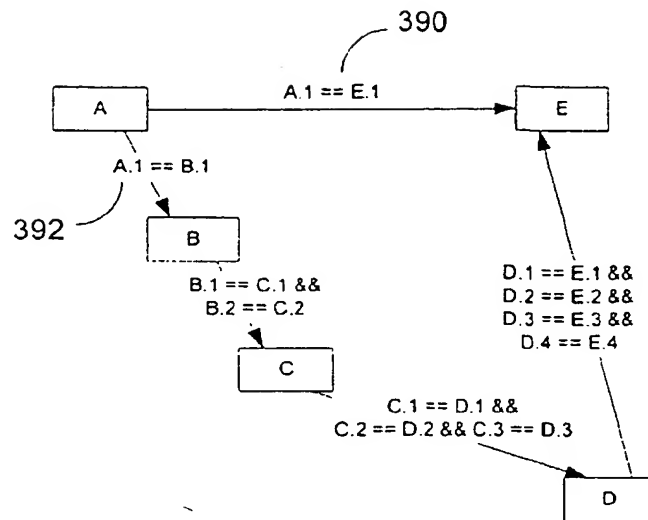 390
A.1 == E.1
A
E
A.1 == B.1
392
B
B.1 == C.1 &&
B.2 == C.2
D.1 == E.1 &&
D.2 == E.2 &&
D.3 == E.3 &&
D.4 == E.4
C
C.1 == D.1 &&
C.2 == D.2 && C.3 == D.3
D